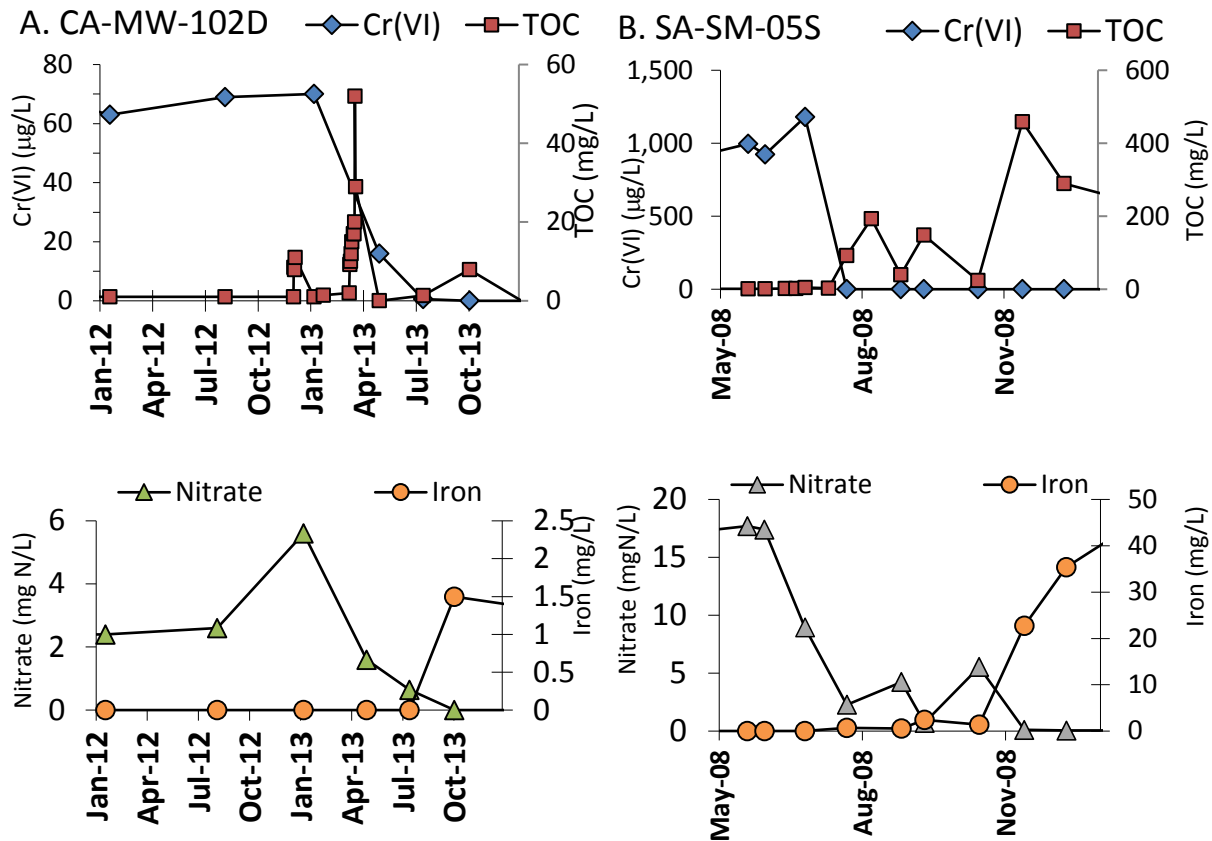 A. CA-MW-102D
Cr(VI) TOC
80
60
40
20
0
Cr(VI) (µg/L)
60
40
20
0
TOC (mg/L)
Jan-12
Apr-12
Jul-12
Oct-12
Jan-13
Apr-13
Jul-13
Oct-13
B. SA-SM-05S
Cr(VI) TOC
1,500
1,000
500
0
Cr(VI) (µg/L)
600
400
200
0
TOC (mg/L)
May-08
Aug-08
Nov-08
Nitrate Iron
6
4
2
0
Nitrate (mg N/L)
2.5
2
1.5
1
0.5
0
Iron (mg/L)
Jan-12
Apr-12
Jul-12
Oct-12
Jan-13
Apr-13
Jul-13
Oct-13
Nitrate Iron
20
15
10
5
0
Nitrate (mgN/L)
50
40
30
20
10
0
Iron (mg/L)
May-08
Aug-08
Nov-08